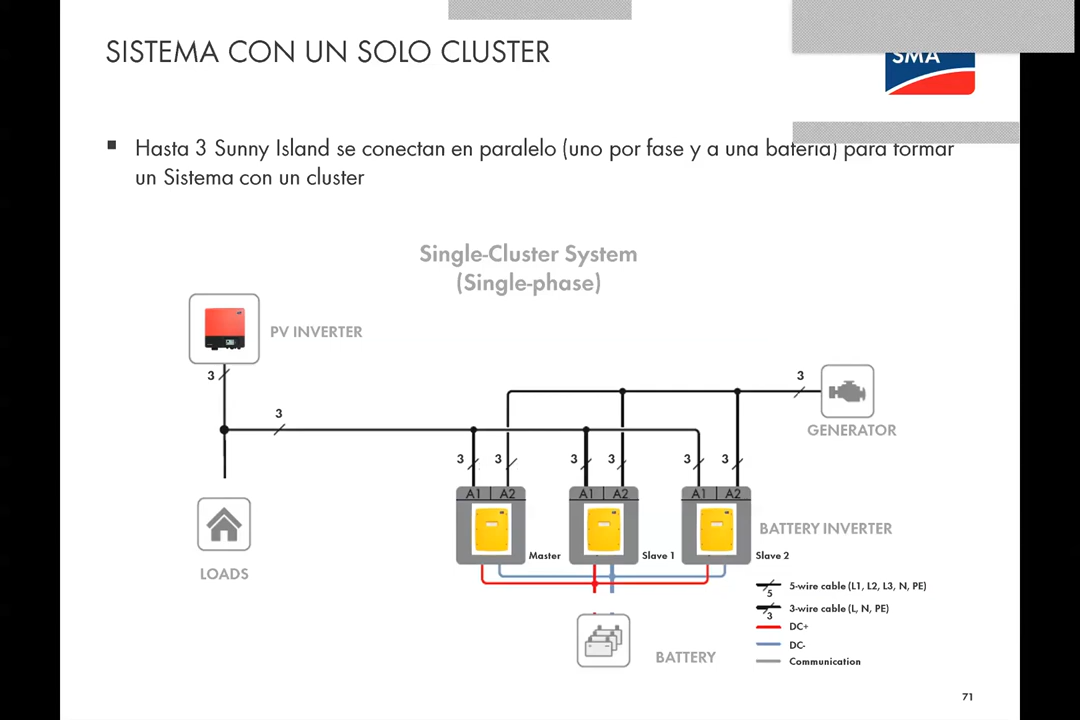 SISTEMA CON UN SOLO CLUSTER
SMA
Hasta 3 Sunny Island se conectan en paralelo (uno por fase y a una batería) para formar
un Sistema con un cluster
Single-Cluster System
(Single-phase)
PV INVERTER
3
3
3
GENERATOR
3 3 3 3 3 3
A1 A2 A1 A2 A1 A2
BATTERY INVERTER
Master Slave 1 Slave 2
LOADS
5 5-wire cable (L1, L2, L3, N, PE)
3 3-wire cable (L, N, PE)
DC+
DC-
Communication
BATTERY
71